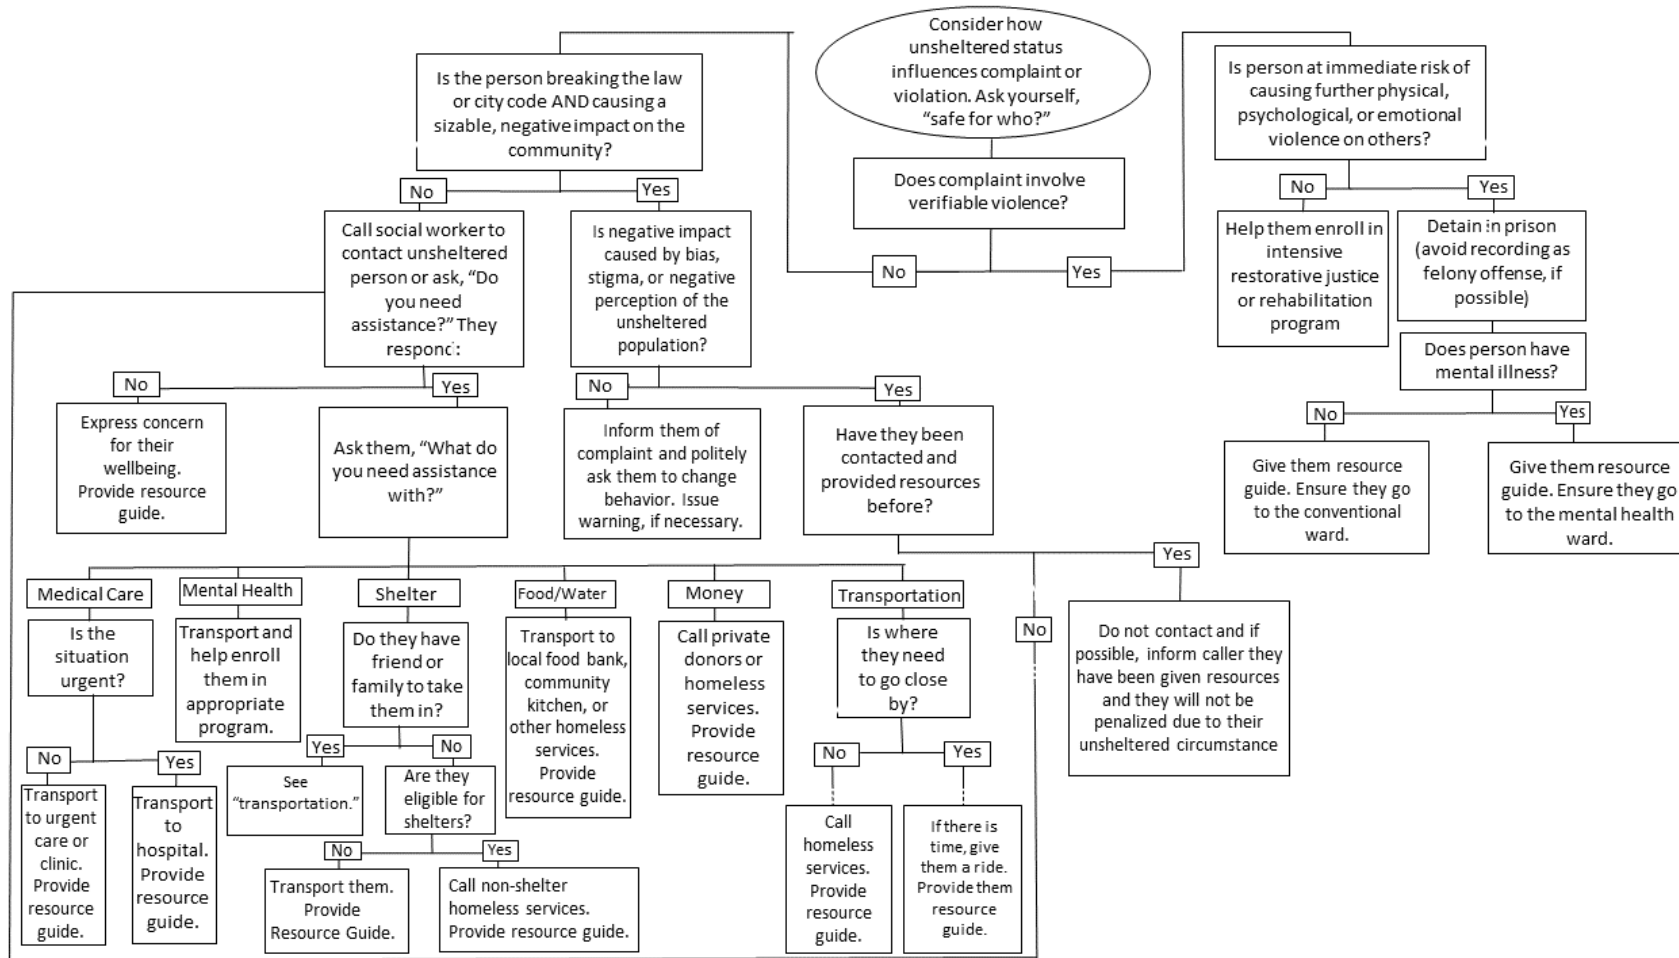 Consider how
unsheltered status
influences complaint or
violation. Ask yourself,
“safe for who?”
Does complaint involve
verifiable violence?
No
Yes
Is the person breaking the law
or city code AND causing a
sizable, negative impact on the
community?
No
Yes
Call social worker to
contact unsheltered
person or ask, “Do
you need
assistance?” They
respond:
Is negative impact
caused by bias,
stigma, or negative
perception of the
unsheltered
population?
Is person at immediate risk of
causing further physical,
psychological, or emotional
violence on others?
No
Yes
Help them enroll in
intensive
restorative justice
or rehabilitation
program
Detain in prison
(avoid recording as
felony offense, if
possible)
Does person have
mental illness?
No
Yes
Give them resource
guide. Ensure they go
to the conventional
ward.
Give them resource
guide. Ensure they go
to the mental health
ward.
No
Yes
Express concern
for their
wellbeing.
Provide resource
guide.
Ask them, “What do
you need assistance
with?”
No
Yes
Inform them of
complaint and politely
ask them to change
behavior. Issue
warning, if necessary.
Have they been
contacted and
provided resources
before?
Yes
No
Do not contact and if
possible, inform caller they
have been given resources
and they will not be
penalized due to their
unsheltered circumstance
Medical Care
Is the
situation
urgent?
No
Yes
Transport
to urgent
care or
clinic.
Provide
resource
guide.
Transport
to
hospital.
Provide
resource
guide.
Mental Health
Transport and
help enroll
them in
appropriate
program.
Shelter
Do they have
friend or
family to take
them in?
Yes
No
See
“transportation.”
Are they
eligible for
shelters?
No
Yes
Transport them.
Provide
Resource Guide.
Call non-shelter
homeless services.
Provide resource guide.
Food/Water
Transport to
local food bank,
community
kitchen, or
other homeless
services.
Provide
resource guide.
Money
Call private
donors or
homeless
services.
Provide
resource
guide.
Transportation
Is where
they need
to go close
by?
No
Yes
Call
homeless
services.
Provide
resource
guide.
If there is
time, give
them a ride.
Provide them
resource
guide.